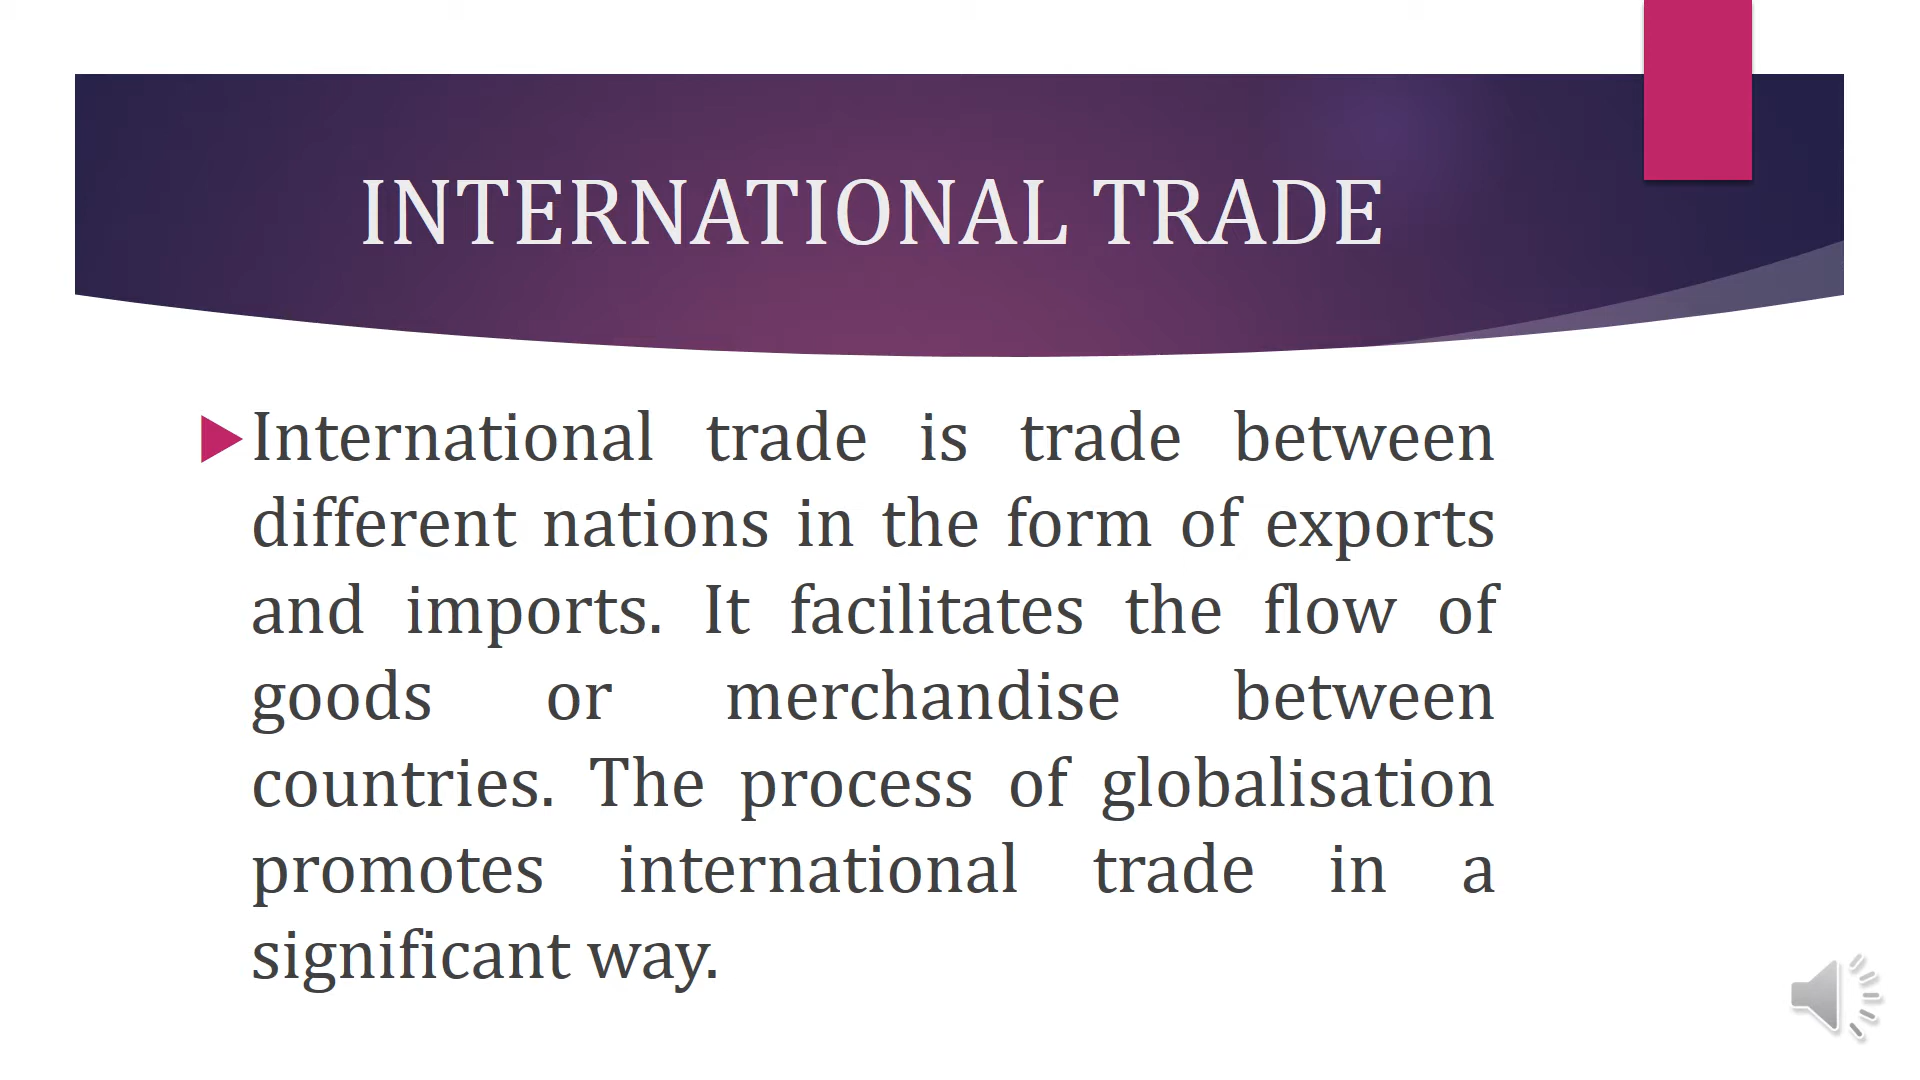 INTERNATIONAL TRADE
International trade is trade between
different nations in the form of exports
and imports. It facilitates the flow of
goods or merchandise between
countries. The process of globalisation
promotes international trade in a
significant way.